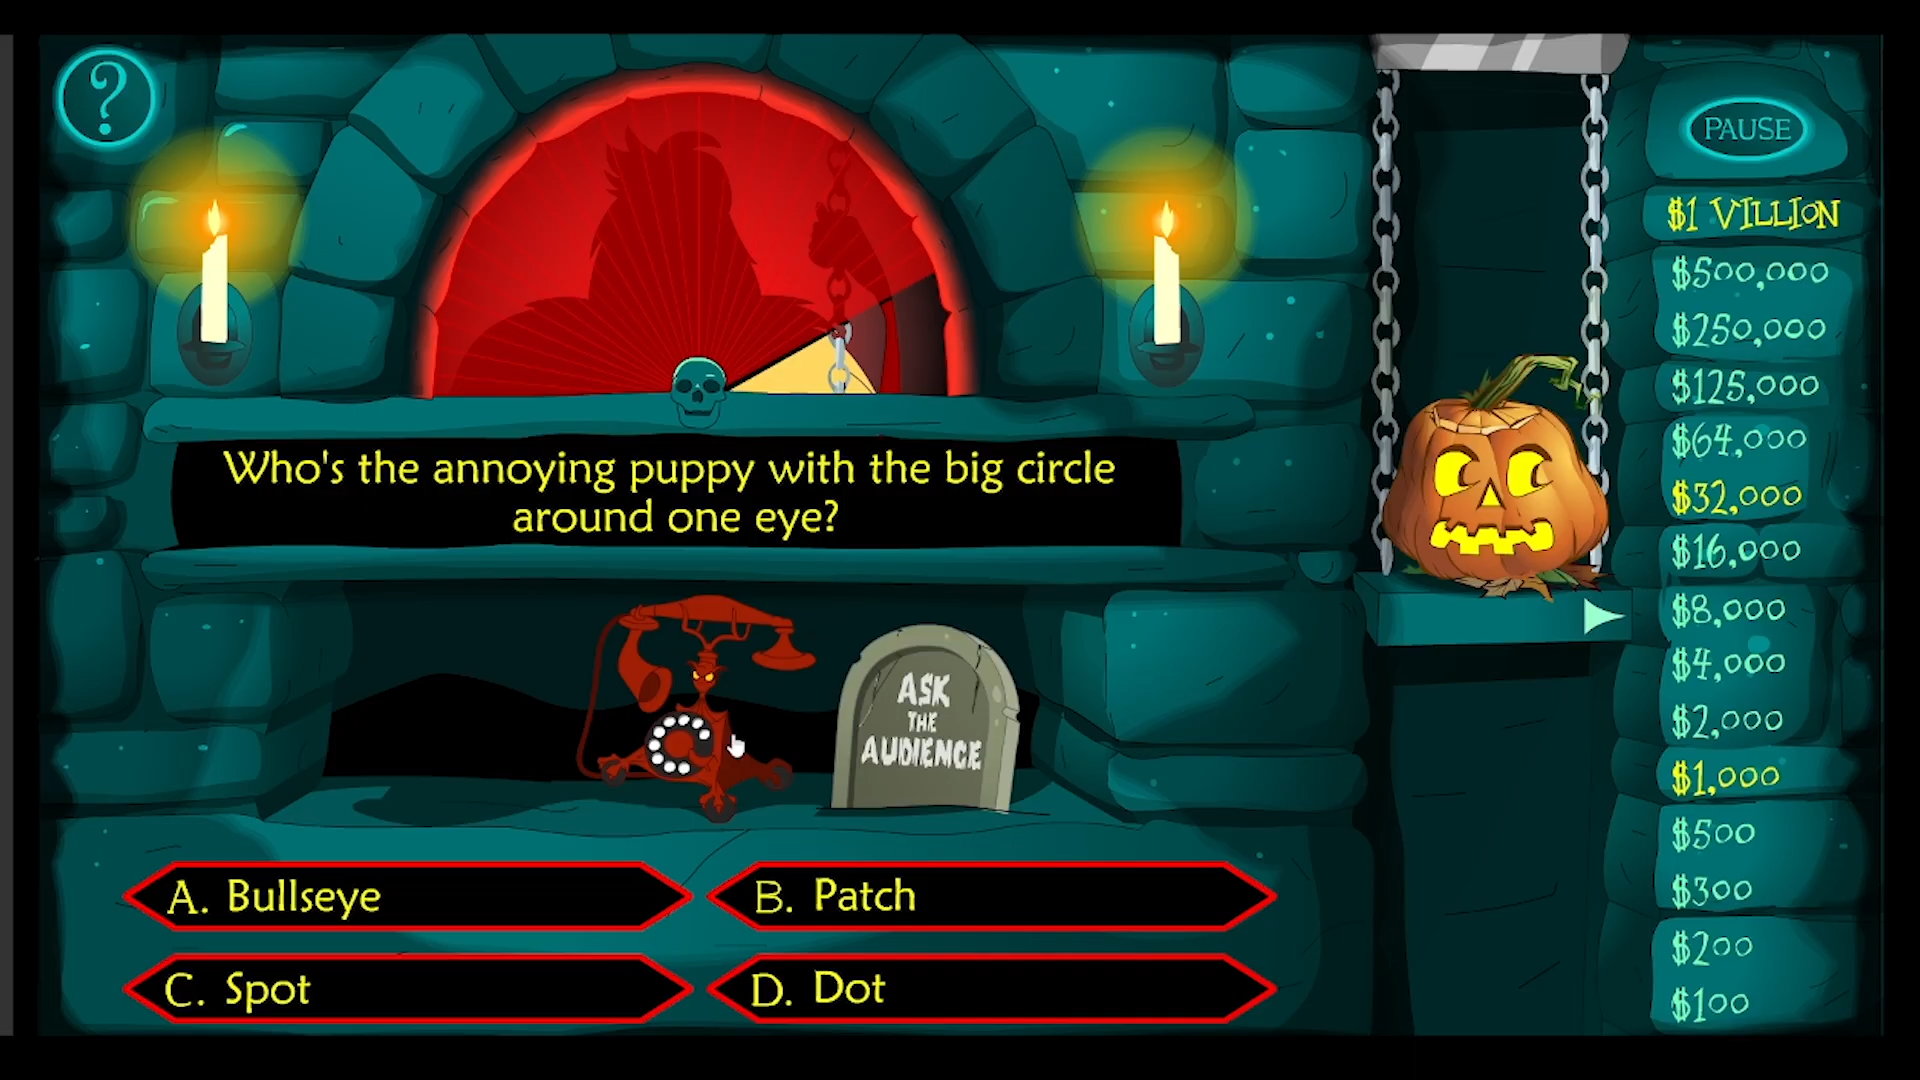 ?
PAUSE
$1 VILLION
$500,000
$250,000
$125,000
$64,000
$32,000
$16,000
$8,000
$4,000
$2,000
$1,000
$500
$300
$200
$100
Who's the annoying puppy with the big circle
around one eye?
ASK
THE
AUDIENCE
A. Bullseye
B. Patch
C. Spot
D. Dot